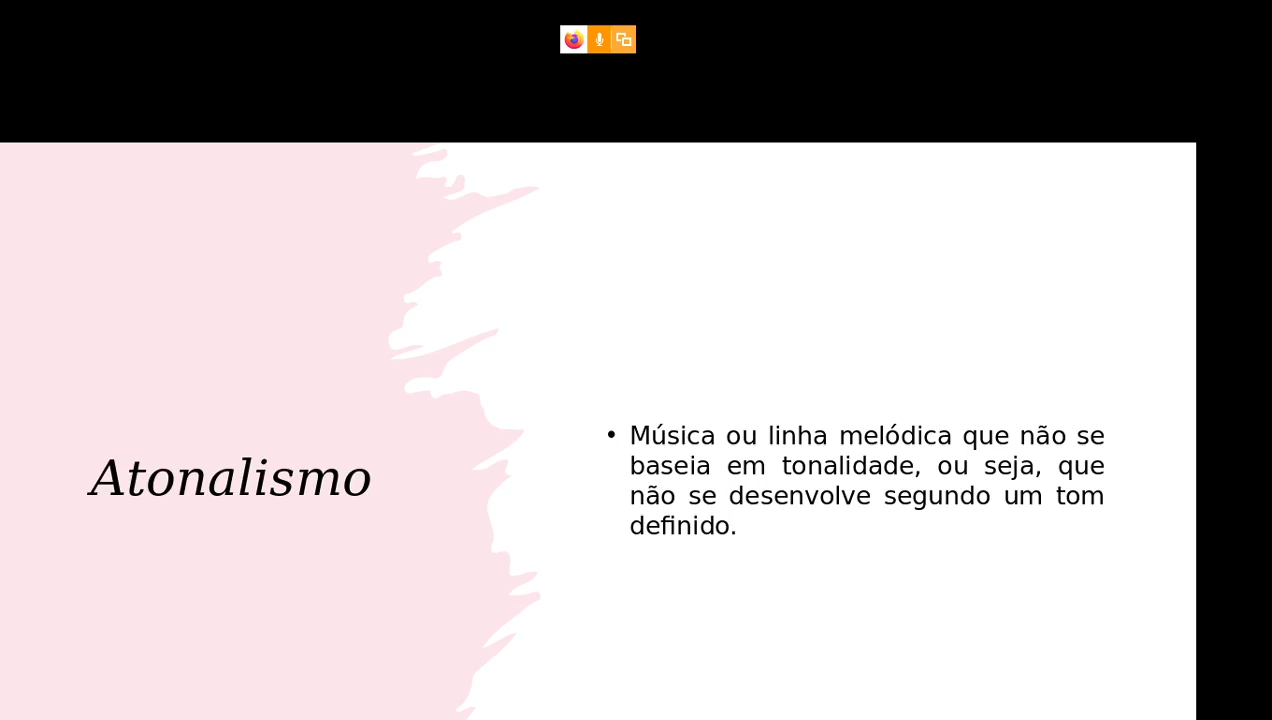 Atonalismo
• Música ou linha melódica que não se
baseia em tonalidade, ou seja, que
não se desenvolve segundo um tom
definido.